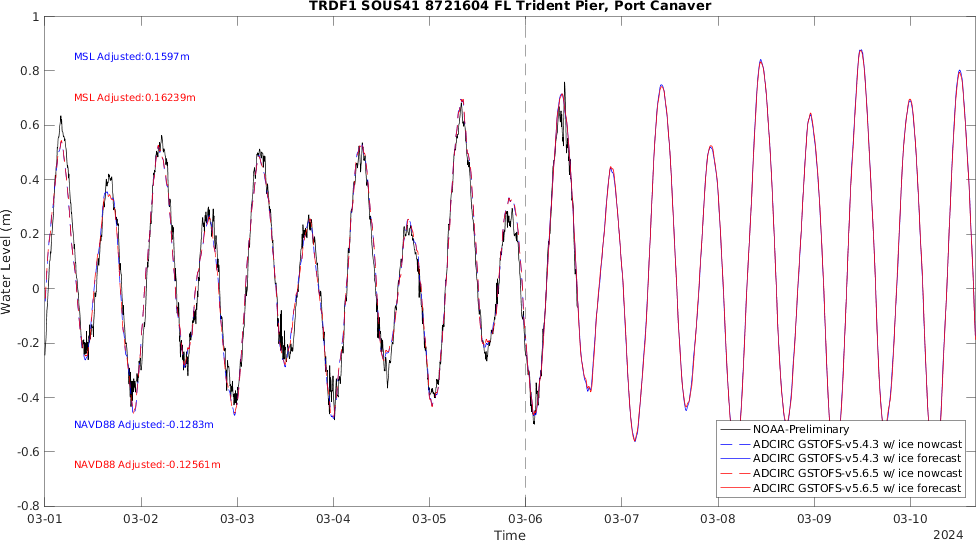 TRDF1 SOUS41 8721604 FL Trident Pier, Port Canaver
1
0.8
0.6
0.4
0.2
0
-0.2
-0.4
-0.6
-0.8
Water Level (m)
MSL Adjusted:0.1597m
MSL Adjusted:0.16239m
NAVD88 Adjusted:-0.1283m
NAVD88 Adjusted:-0.12561m
NOAA-Preliminary
ADCIRC GSTOFS-v5.4.3 w/ ice nowcast
ADCIRC GSTOFS-v5.4.3 w/ ice forecast
ADCIRC GSTOFS-v5.6.5 w/ ice nowcast
ADCIRC GSTOFS-v5.6.5 w/ ice forecast
03-01 03-02 03-03 03-04 03-05 03-06 03-07 03-08 03-09 03-10
Time
2024